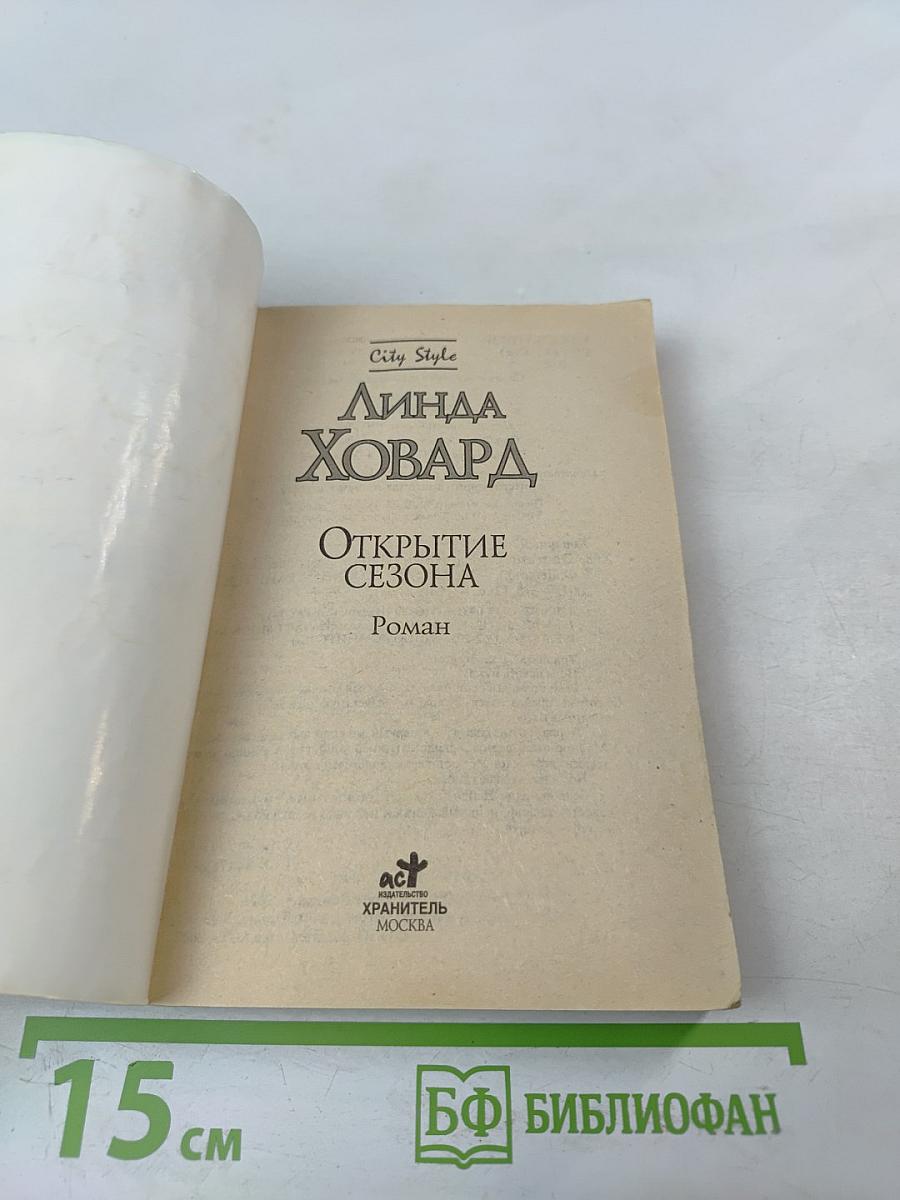 City Style
Линда
Ховард
Открытие
сезона
Роман
аст
издательство
ХРАНИТЕЛЬ
МОСКВА
15 см
БФ БИБЛИОФАН